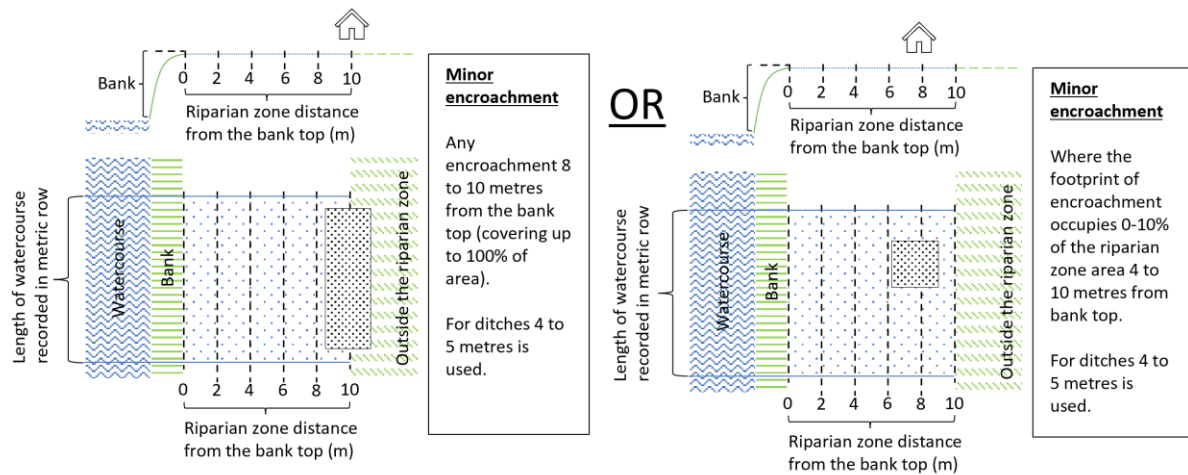 Bank
0 2 4 6 8 10
Riparian zone distance
from the bank top (m)
Length of watercourse
recorded in metric row
Watercourse
Bank
Outside the riparian zone
0 2 4 6 8 10
Riparian zone distance
from the bank top (m)
Minor
encroachment
Any
encroachment 8
to 10 metres
from the bank
top (covering up
to 100% of
area).
For ditches 4 to
5 metres is
used.
OR
Bank
0 2 4 6 8 10
Riparian zone distance
from the bank top (m)
Length of watercourse
recorded in metric row
Watercourse
Bank
Outside the riparian zone
0 2 4 6 8 10
Riparian zone distance
from the bank top (m)
Minor
encroachment
Where the
footprint of
encroachment
occupies 0-10%
of the riparian
zone area 4 to
10 metres from
bank top.
For ditches 4 to
5 metres is
used.